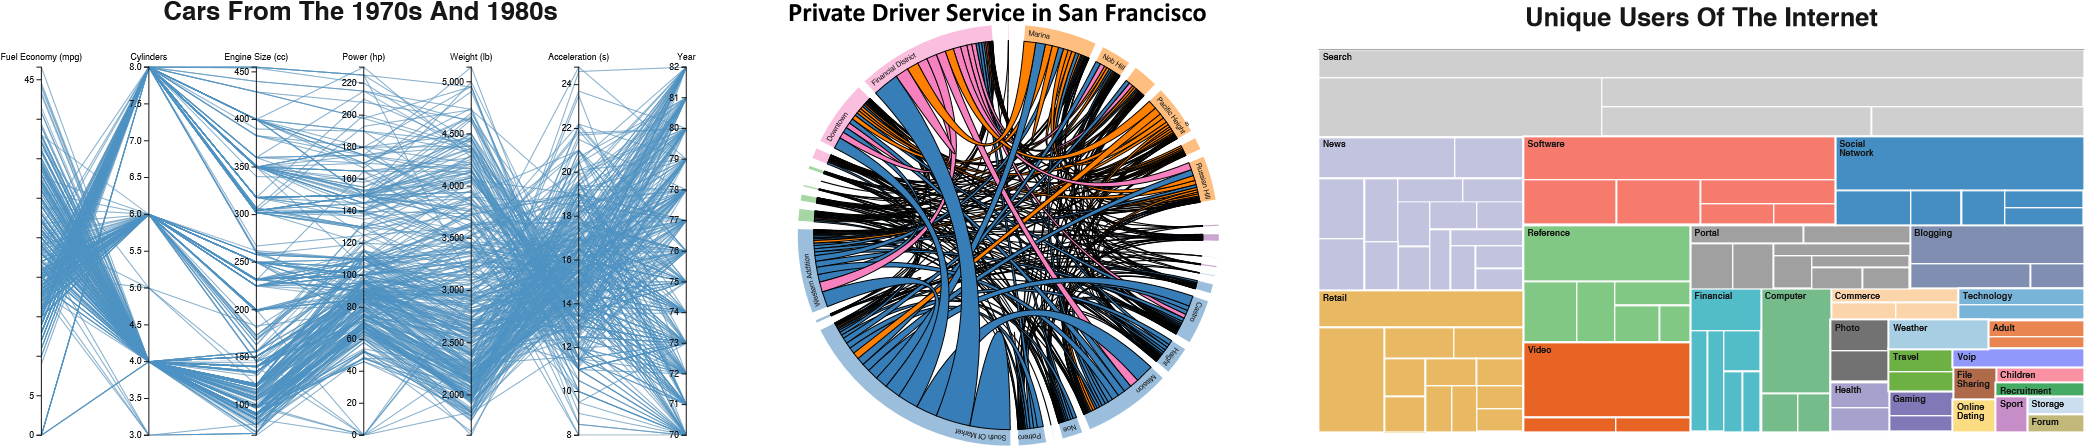 Cars From The 1970s And 1980s
Fuel Economy (mpg)
Cylinders
Engine Size (cc)
Power (hp)
Weight (lb)
Acceleration (s)
Year
45
5
0
8.0
7.5
7.0
6.5
6.0
5.5
5.0
4.5
4.0
3.5
3.0
450
400
350
300
250
200
150
100
220
200
180
160
140
120
100
80
60
40
20
0
5,000
4,500
4,000
3,500
3,000
2,500
2,000
24
22
20
18
16
14
12
10
8
82
81
80
79
78
77
76
75
74
73
72
71
70
Private Driver Service in San Francisco
Marina
Nob Hill
Pacific Heights
Russian Hill
Castro
Haight
Mission
Noe
Potrero
South Of Market
Western Addition
Downtown
Financial District
Unique Users Of The Internet
Search
News
Software
Social
Network
Reference
Portal
Blogging
Retail
Financial
Computer
Commerce
Technology
Photo
Weather
Adult
Video
Travel
Voip
File
Sharing
Children
Recruitment
Health
Gaming
Online
Dating
Sport
Storage
Forum